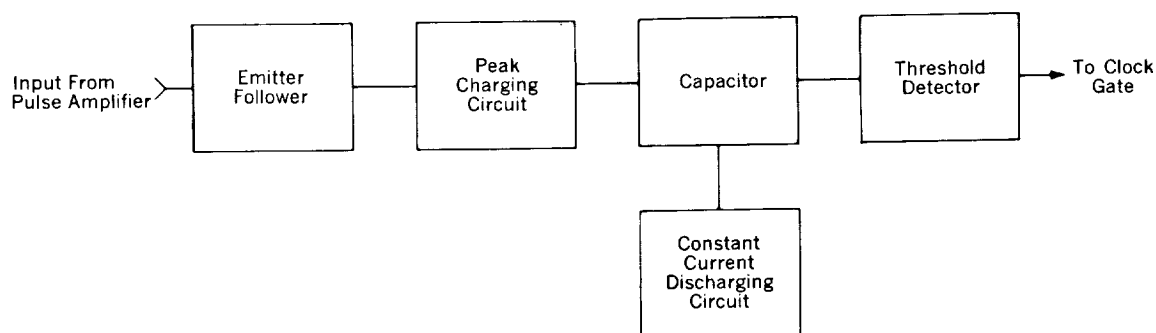 Input From
Pulse Amplifier
Emitter
Follower
Peak
Charging
Circuit
Capacitor
Threshold
Detector
To Clock
Gate
Constant
Current
Discharging
Circuit